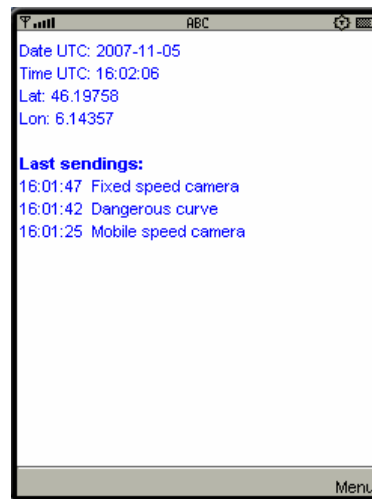 ABC
Date UTC: 2007-11-05
Time UTC: 16:02:06
Lat: 46.19758
Lon: 6.14357
Last sendings:
16:01:47 Fixed speed camera
16:01:42 Dangerous curve
16:01:25 Mobile speed camera
Menu